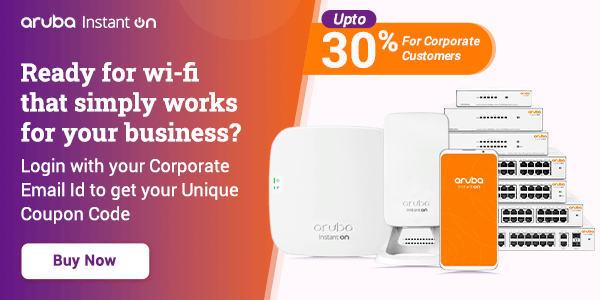 aruba Instant On
Ready for wi-fi
that simply works
for your business?
Login with your Corporate
Email Id to get your Unique
Coupon Code
Buy Now
Upto
30%
For Corporate
Customers
aruba
instant on
aruba
instant on
aruba
instant on